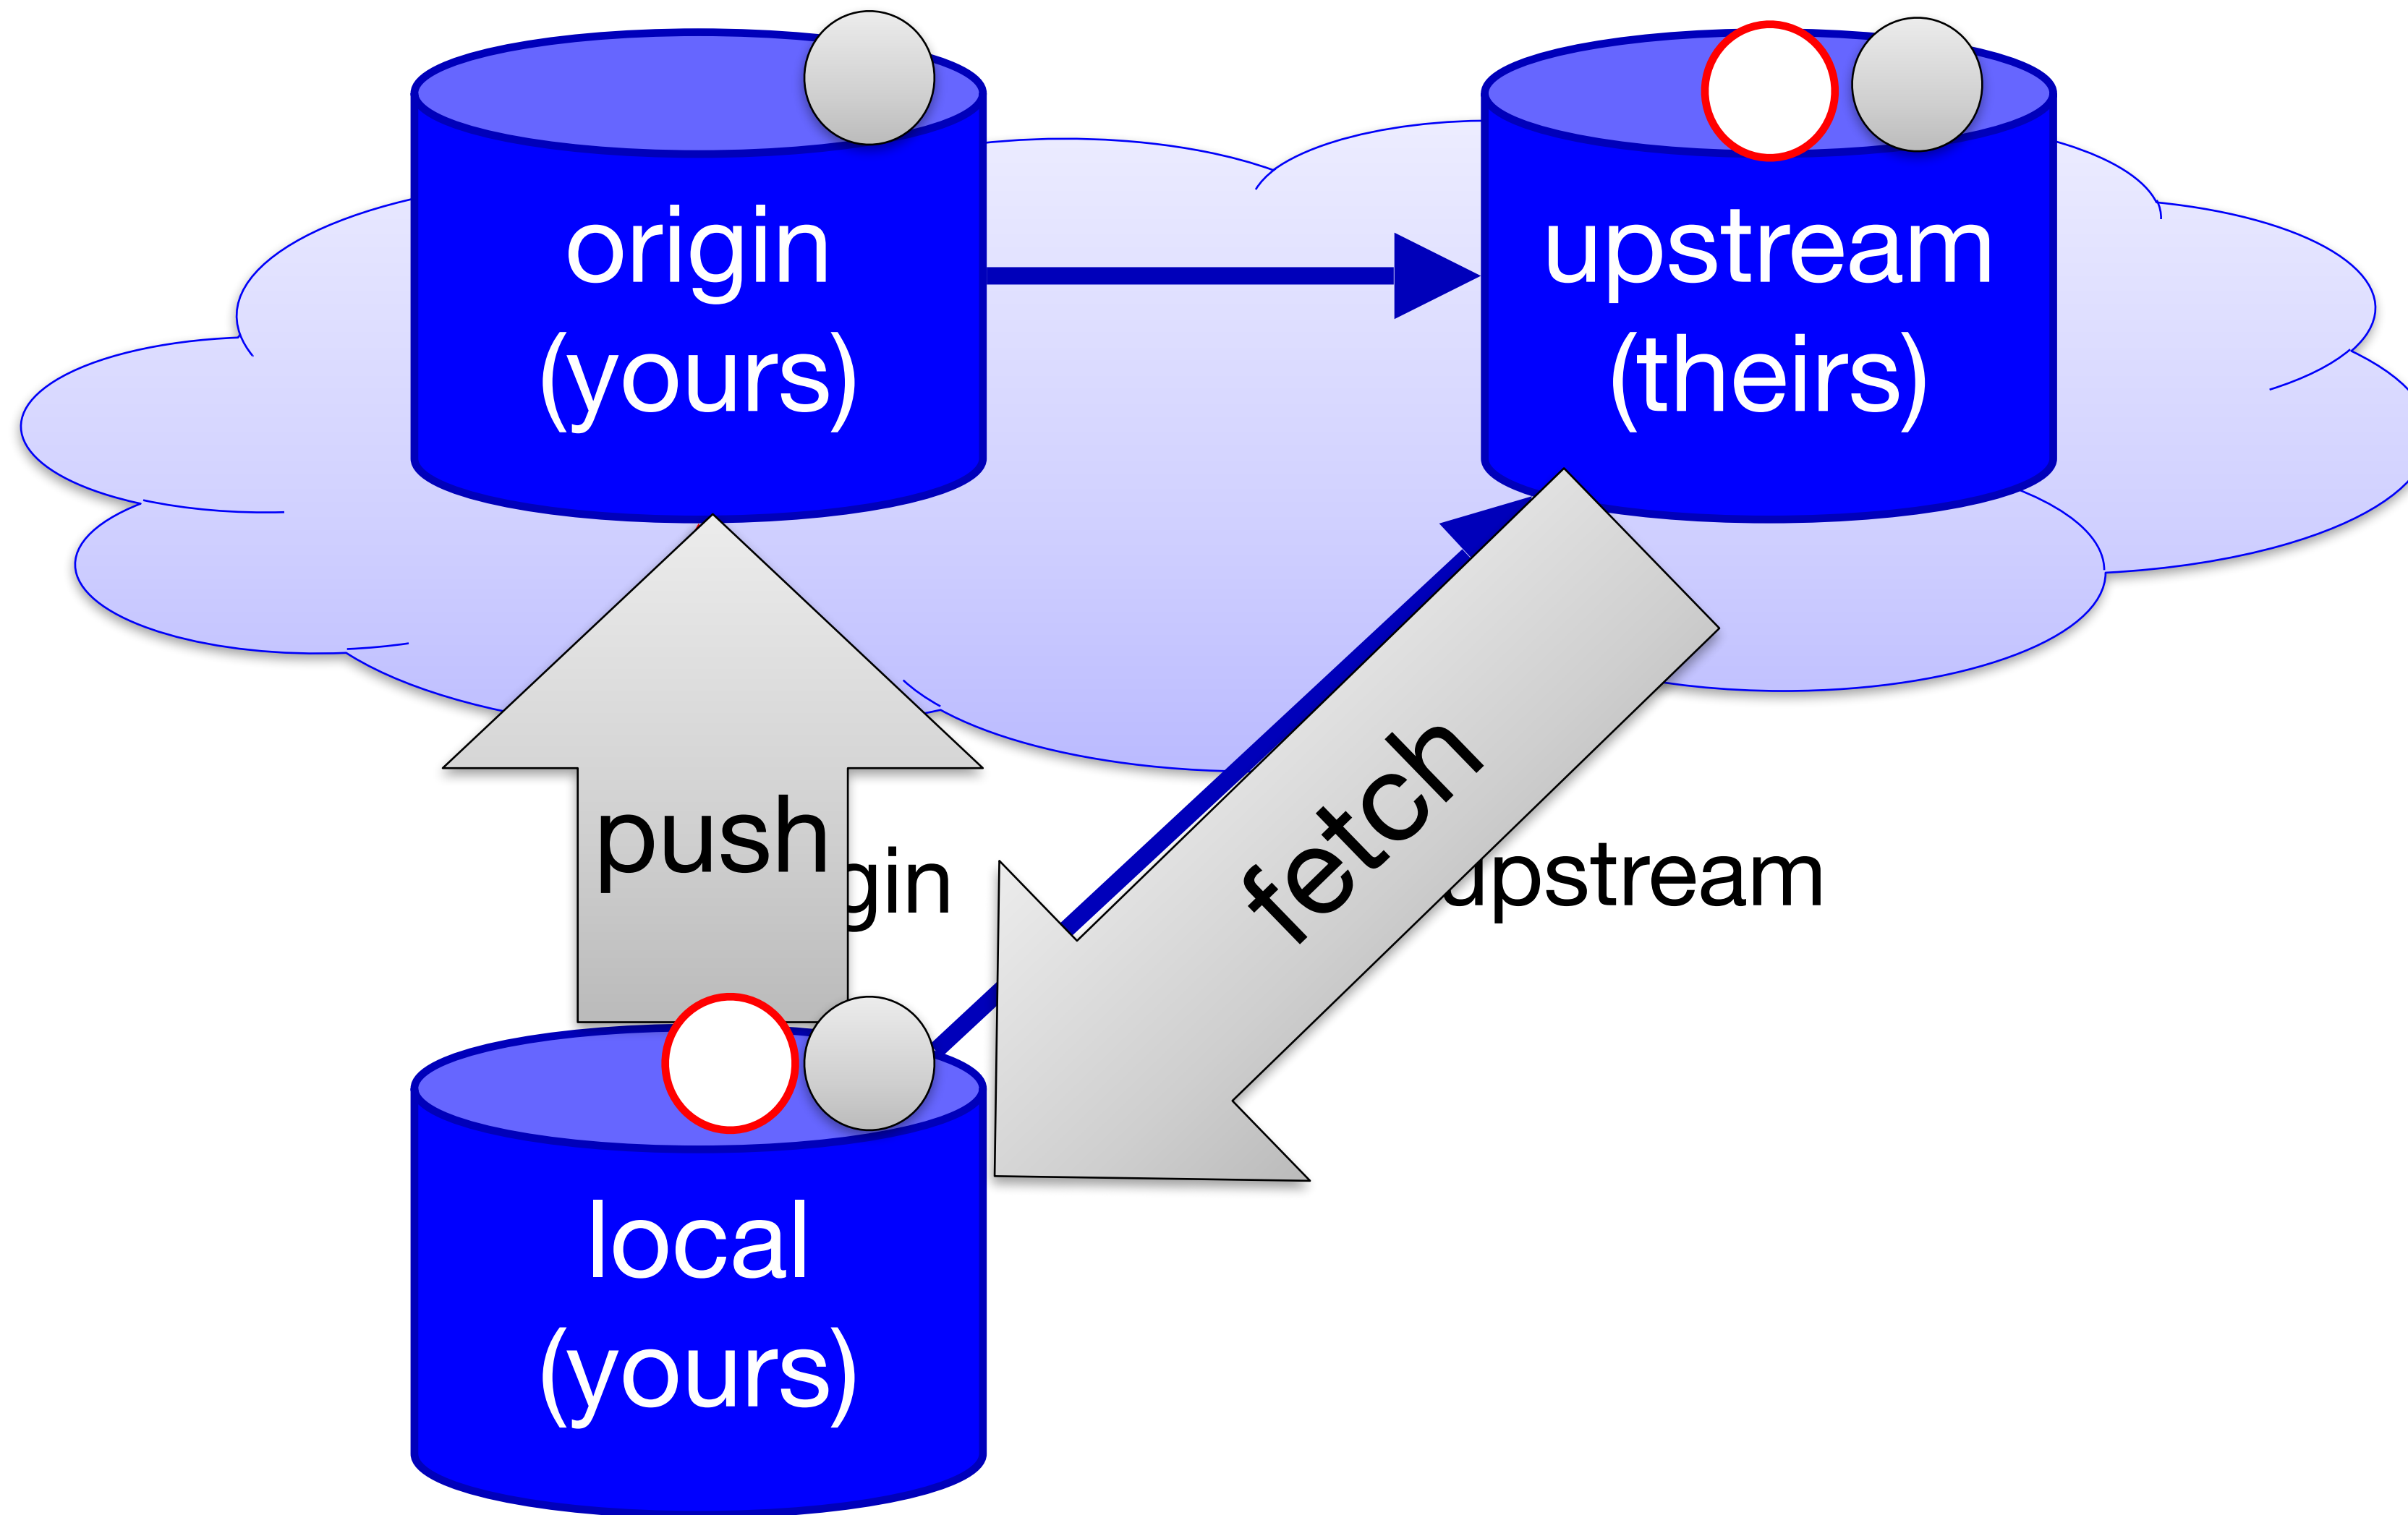 origin
(yours)
upstream
(theirs)
push
gin
fetch
upstream
local
(yours)